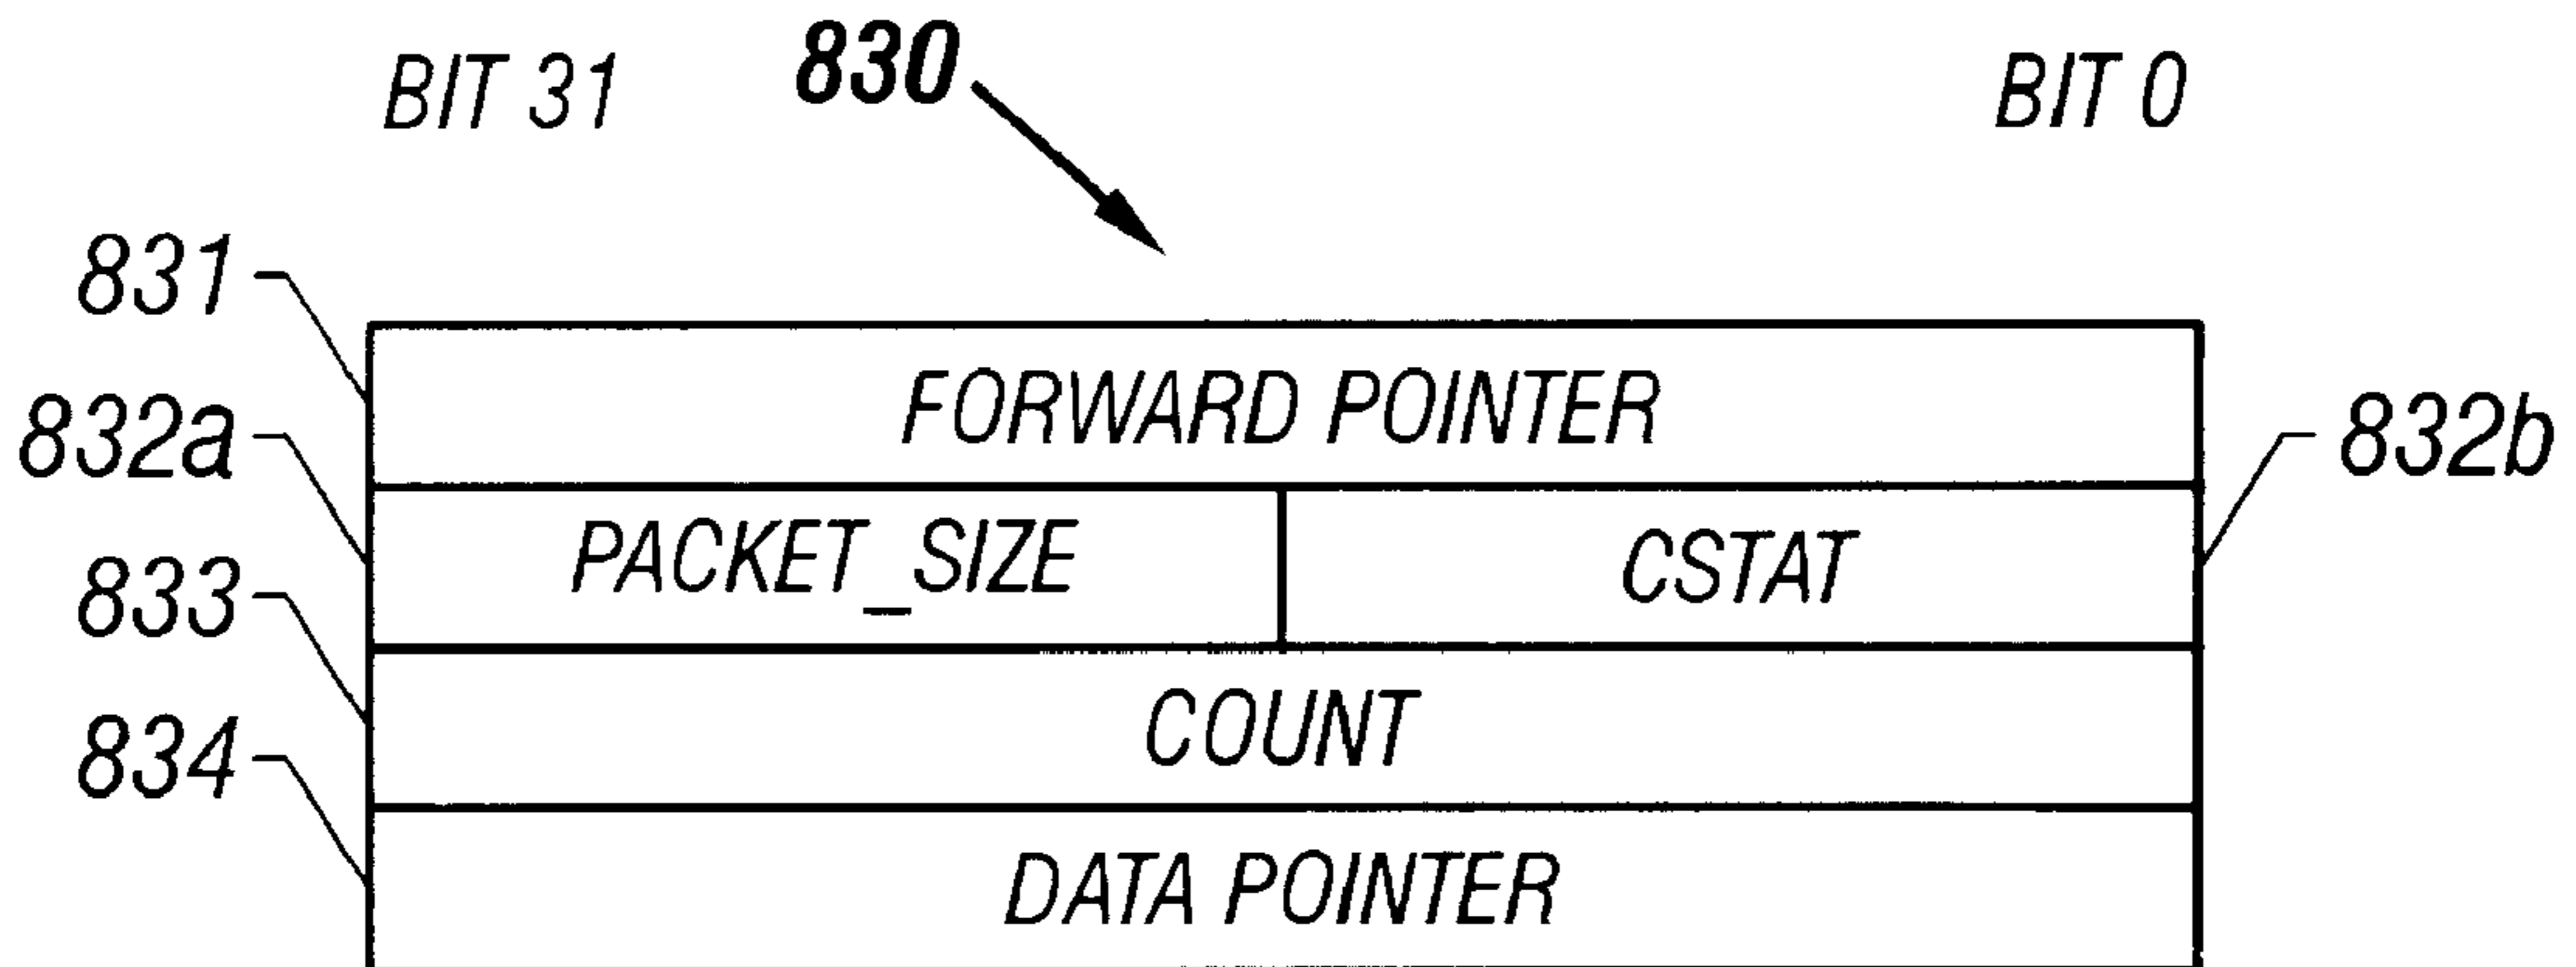 BIT 31 830 BIT 0
831
FORWARD POINTER
832a 832b
PACKET_SIZE CSTAT
833
COUNT
834
DATA POINTER